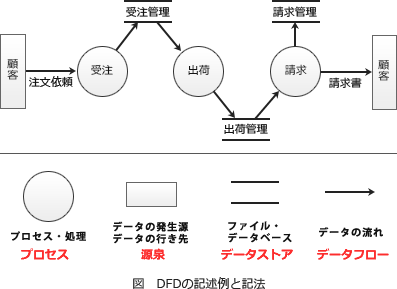 受注管理
請求管理
顧客
注文依頼
受注
出荷
請求
請求書
顧客
出荷管理
プロセス・処理
プロセス
データの発生源
データの行き先
源泉
ファイル・
データベース
データストア
データの流れ
データフロー
図　DFDの記述例と記法